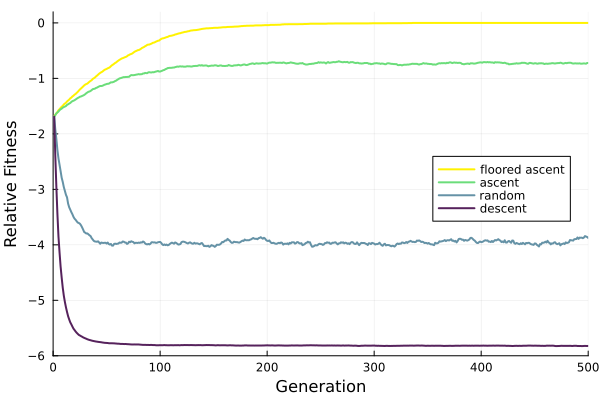 0
−1
−2
−3
−4
−5
−6
Relative Fitness
floored ascent
ascent
random
descent
0
100
200
300
400
500
Generation